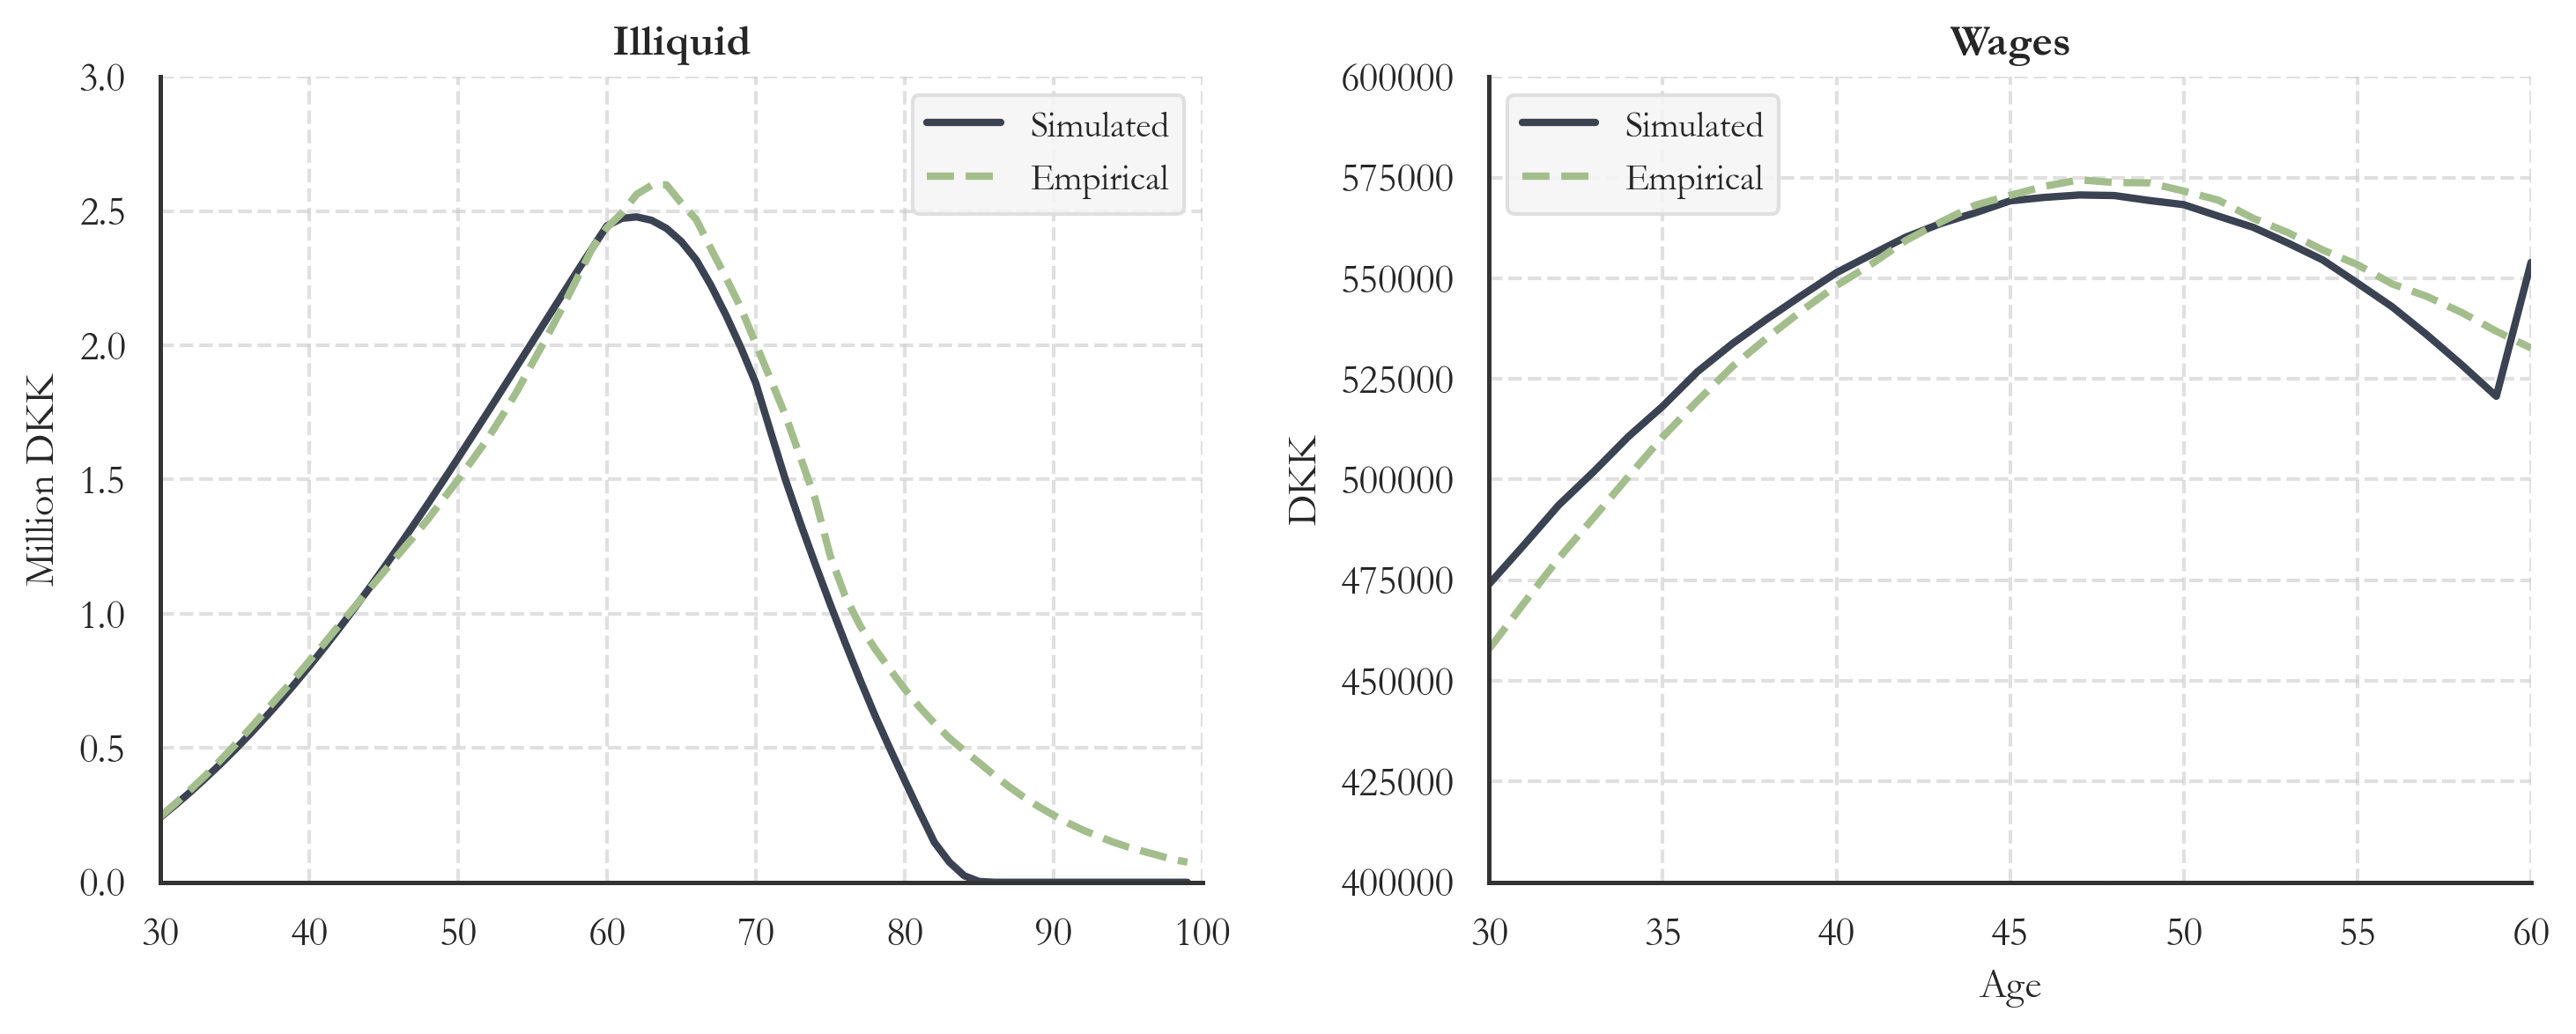 Illiquid
3.0
2.5
2.0
1.5
1.0
0.5
0.0
Million DKK
30 40 50 60 70 80 90 100
Simulated
Empirical
Wages
600000
575000
550000
525000
500000
475000
450000
425000
400000
DKK
30 35 40 45 50 55 60
Age
Simulated
Empirical